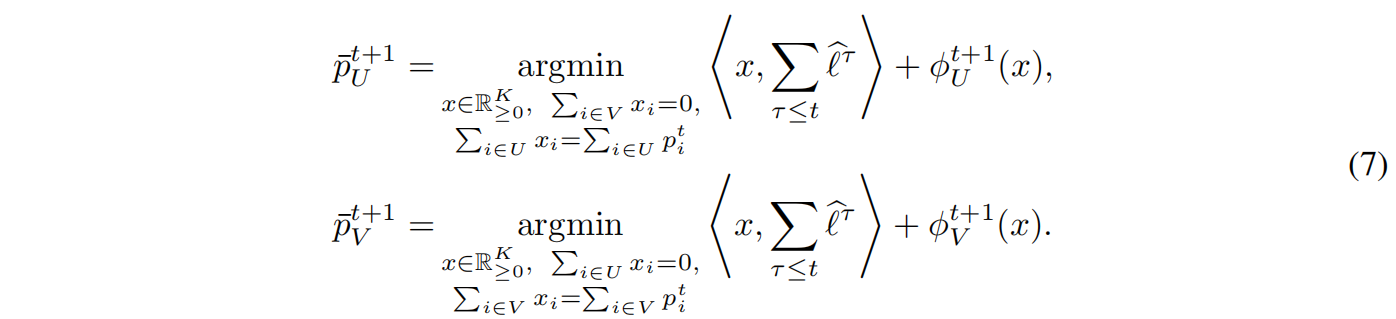 p̄_U^{t+1} = argmin_{x∈ℝ_{≥0}^K, ∑_{i∈V} x_i=0, ∑_{i∈U} x_i=∑_{i∈U} p_i^t} ⟨x, ∑_{τ≤t} ℓ̂^τ⟩ + ϕ_U^{t+1}(x),
(7)
p̄_V^{t+1} = argmin_{x∈ℝ_{≥0}^K, ∑_{i∈U} x_i=0, ∑_{i∈V} x_i=∑_{i∈V} p_i^t} ⟨x, ∑_{τ≤t} ℓ̂^τ⟩ + ϕ_V^{t+1}(x).